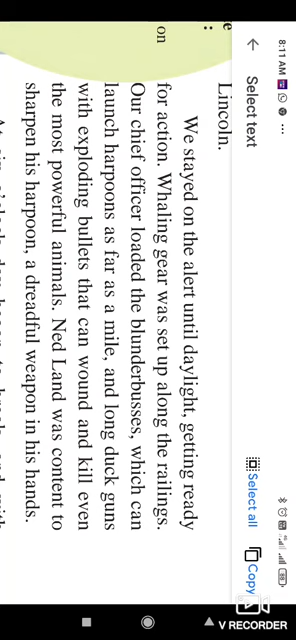 8:11 AM
Select text
Select all
Copy
e
:
on
Lincoln.
We stayed on the alert until daylight, getting ready
for action. Whaling gear was set up along the railings.
Our chief officer loaded the blunderbusses, which can
launch harpoons as far as a mile, and long duck guns
with exploding bullets that can wound and kill even
the most powerful animals. Ned Land was content to
sharpen his harpoon, a dreadful weapon in his hands.
V RECORDER